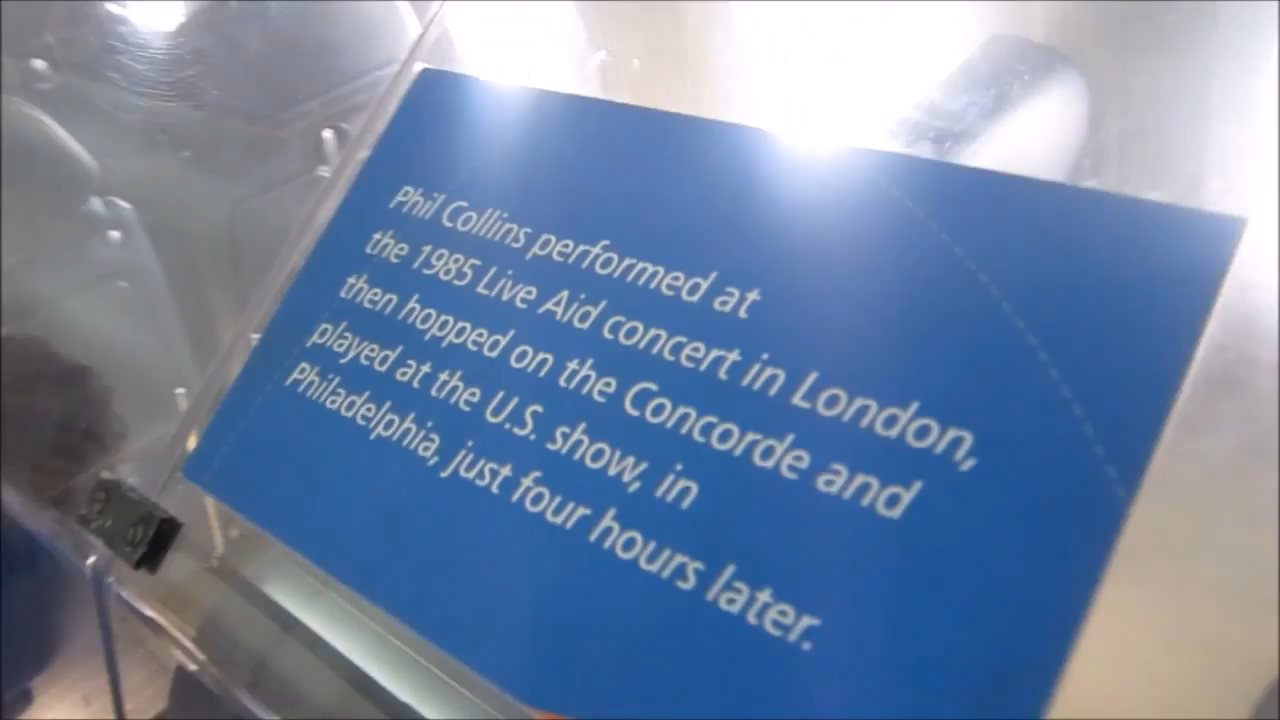 Phil Collins performed at
the 1985 Live Aid concert in London,
then hopped on the Concorde and
played at the U.S. show, in
Philadelphia, just four hours later.